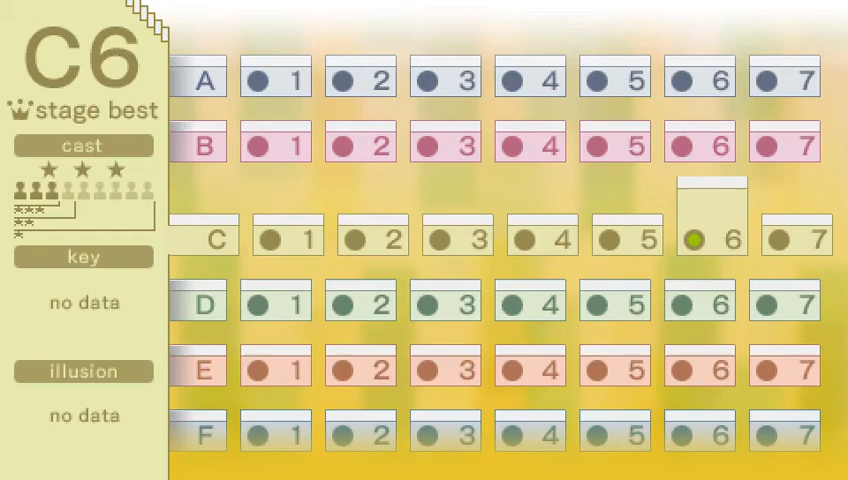 C6
stage best
cast
★ ★ ★
***
**
*
key
no data
illusion
no data
A 1 2 3 4 5 6 7
B 1 2 3 4 5 6 7
C 1 2 3 4 5 6 7
D 1 2 3 4 5 6 7
E 1 2 3 4 5 6 7
F 1 2 3 4 5 6 7